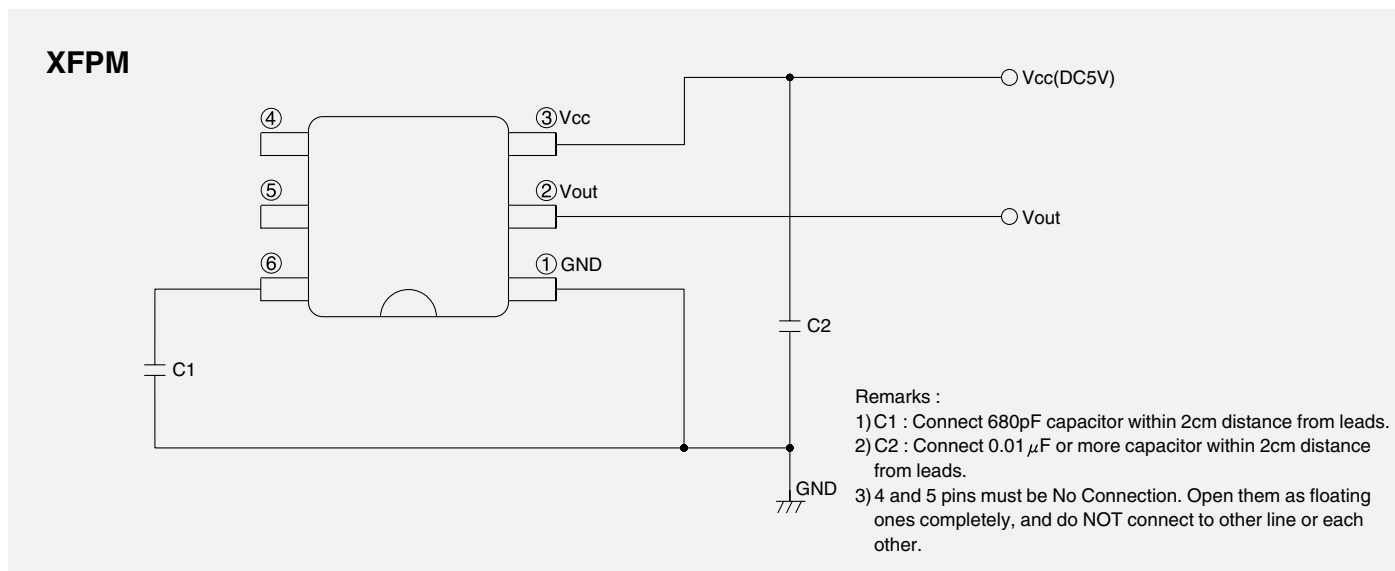 XFPM
Vcc(DC5V)
④
③Vcc
⑤
②Vout
Vout
⑥
①GND
C2
C1
Remarks :
1) C1 : Connect 680pF capacitor within 2cm distance from leads.
2) C2 : Connect 0.01 μF or more capacitor within 2cm distance
from leads.
GND
3) 4 and 5 pins must be No Connection. Open them as floating
ones completely, and do NOT connect to other line or each
other.